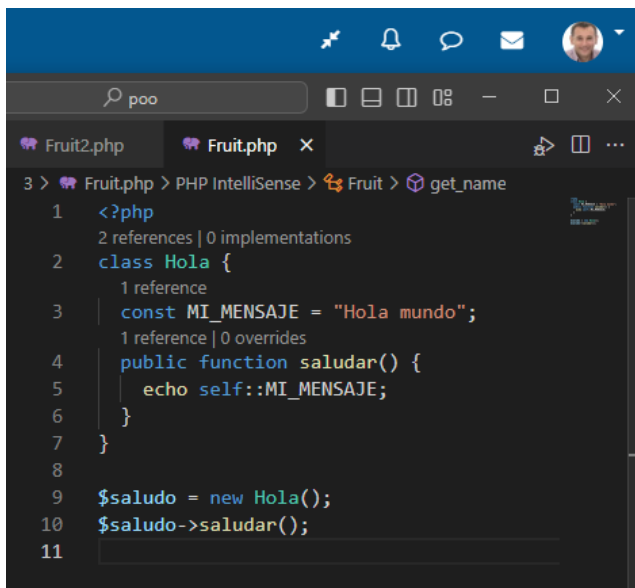 poo
Fruit2.php Fruit.php
3 > Fruit.php > PHP IntelliSense > Fruit > get_name
1 <?php
2 references | 0 implementations
2 class Hola {
1 reference
3 const MI_MENSAJE = "Hola mundo";
1 reference | 0 overrides
4 public function saludar() {
5 echo self::MI_MENSAJE;
6 }
7 }
8
9 $saludo = new Hola();
10 $saludo->saludar();
11